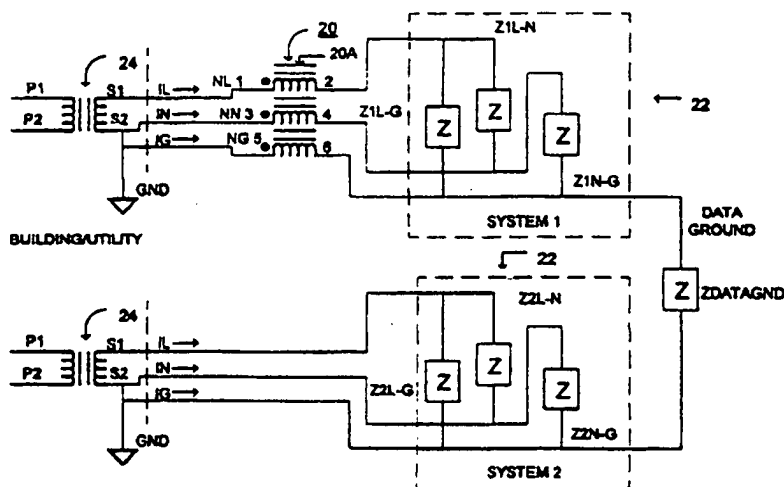 20
Z1L-N
24
20A
P1
S1
IL
NL 1
2
Z1L-G
22
P2
S2
IN
NN 3
4
Z
Z
Z
IG
NG 5
6
Z1N-G
GND
SYSTEM 1
DATA
GROUND
BUILDING/UTILITY
22
Z
ZDATAGND
24
Z2L-N
P1
S1
IL
P2
S2
IN
Z2L-G
Z
Z
Z
IG
GND
Z2N-G
SYSTEM 2